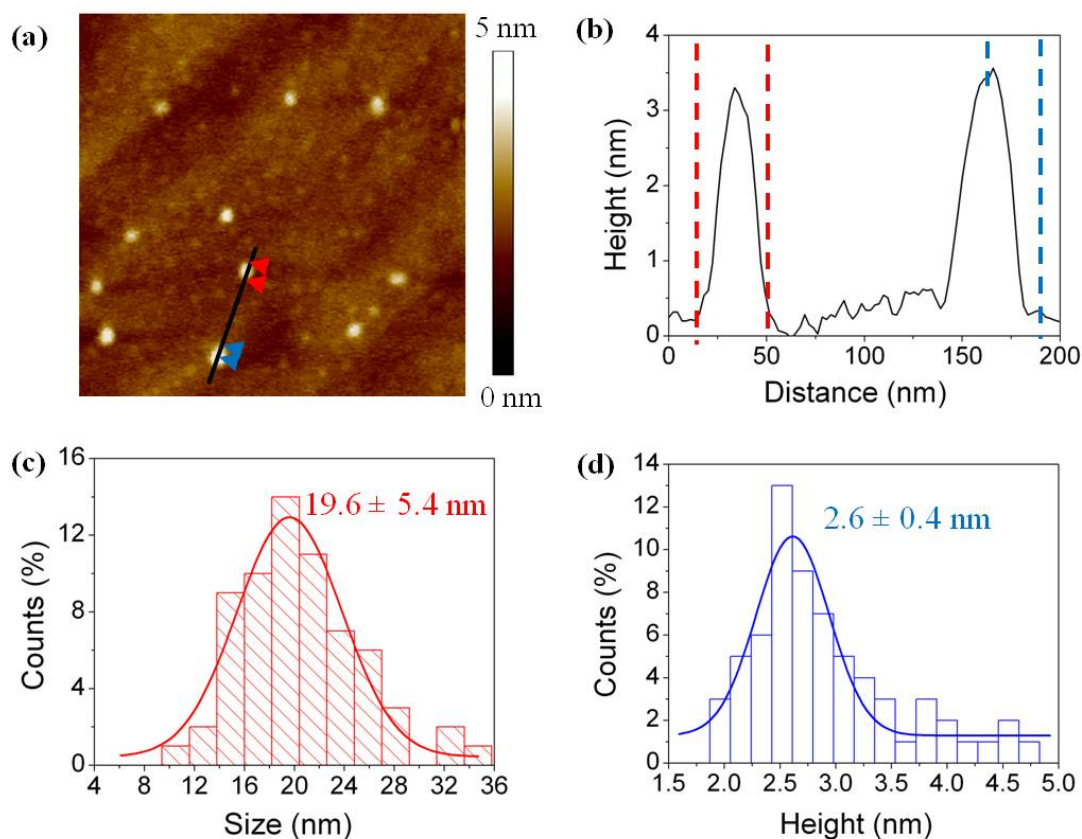 (a)
5 nm
0 nm
(b)
4
3
2
1
0
0 50 100 150 200
Height (nm)
Distance (nm)
(c)
16
12
8
4
0
4 8 12 16 20 24 28 32 36
Counts (%)
Size (nm)
19.6 ± 5.4 nm
(d)
14
12
10
8
6
4
2
0
1.5 2.0 2.5 3.0 3.5 4.0 4.5 5.0
Counts (%)
Height (nm)
2.6 ± 0.4 nm